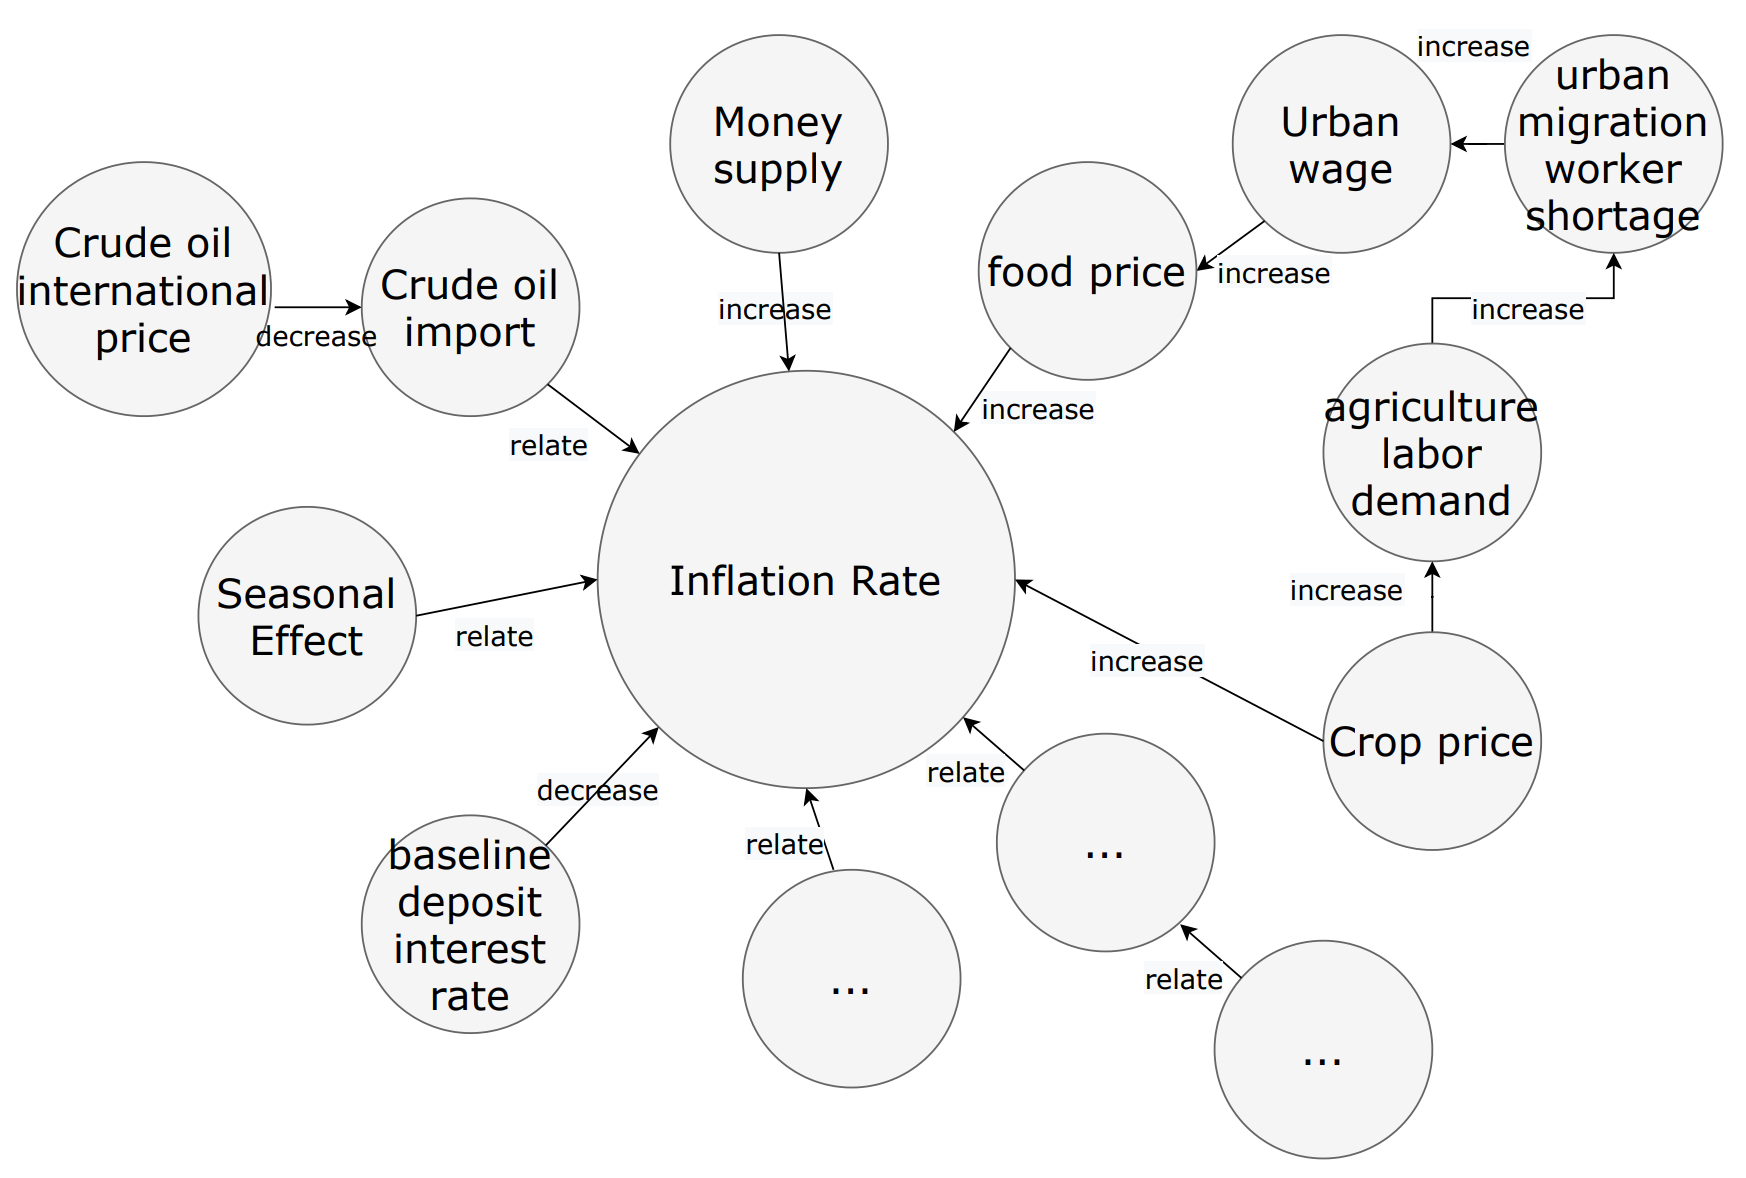 increase
urban
migration
worker
shortage
Urban
wage
Money
supply
Crude oil
international
price
decrease
Crude oil
import
food price
increase
increase
increase
increase
agriculture
labor
demand
relate
Inflation Rate
Seasonal
Effect
relate
increase
increase
Crop price
relate
decrease
baseline
deposit
interest
rate
relate
...
...
relate
...